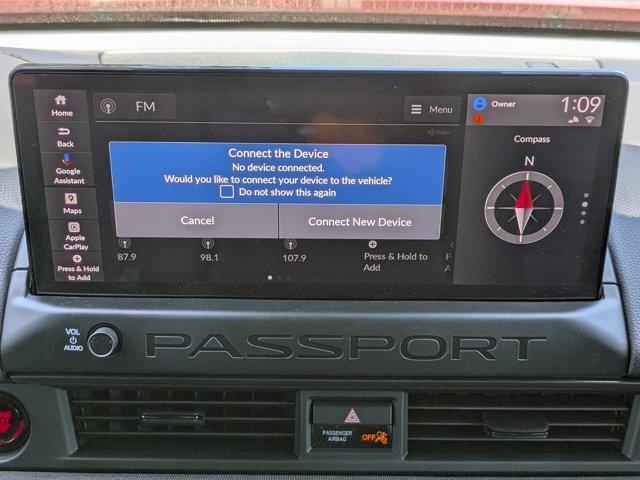 Home
FM
Menu
Owner
1:09
Back
Radio
Google
Assistant
Maps
Apple
CarPlay
Press & Hold
to Add
Connect the Device
No device connected.
Would you like to connect your device to the vehicle?
Do not show this again
Cancel
Connect New Device
87.9
98.1
107.9
Press & Hold to
Add
Compass
N
VOL
AUDIO
PASSPORT
PASSENGER
AIRBAG
OFF